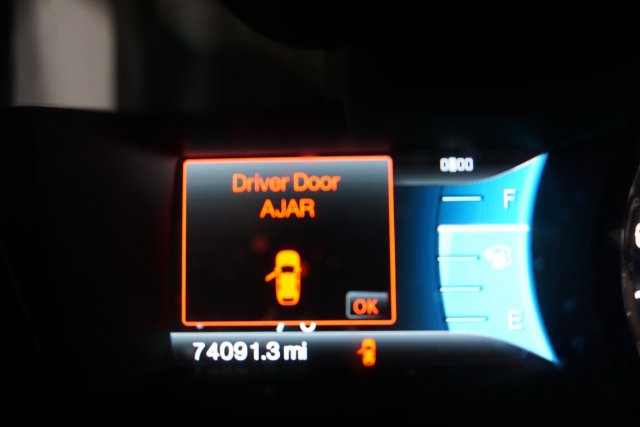 Driver Door
AJAR
OK
F
E
74091.3 mi